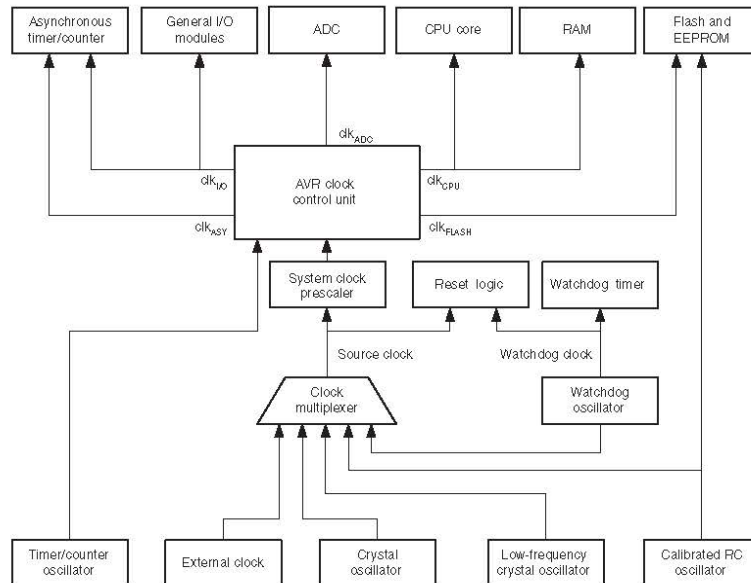 Asynchronous
timer/counter
General I/O
modules
ADC
CPU core
RAM
Flash and
EEPROM
clkADC
clkI/O
AVR clock
control unit
clkCPU
clkASY
clkFLASH
System clock
prescaler
Reset logic
Watchdog timer
Source clock
Watchdog clock
Clock
multiplexer
Watchdog
oscillator
Timer/counter
oscillator
External clock
Crystal
oscillator
Low-frequency
crystal oscillator
Calibrated RC
oscillator